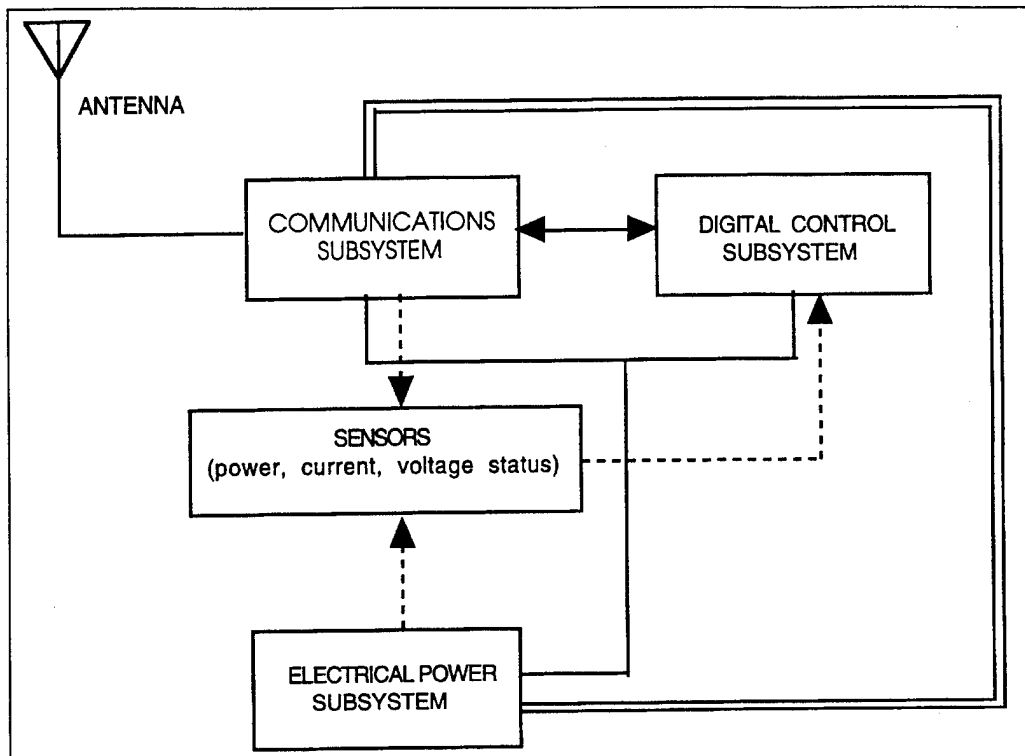 ANTENNA
COMMUNICATIONS
SUBSYSTEM
DIGITAL CONTROL
SUBSYSTEM
SENSORS
(power, current, voltage status)
ELECTRICAL POWER
SUBSYSTEM